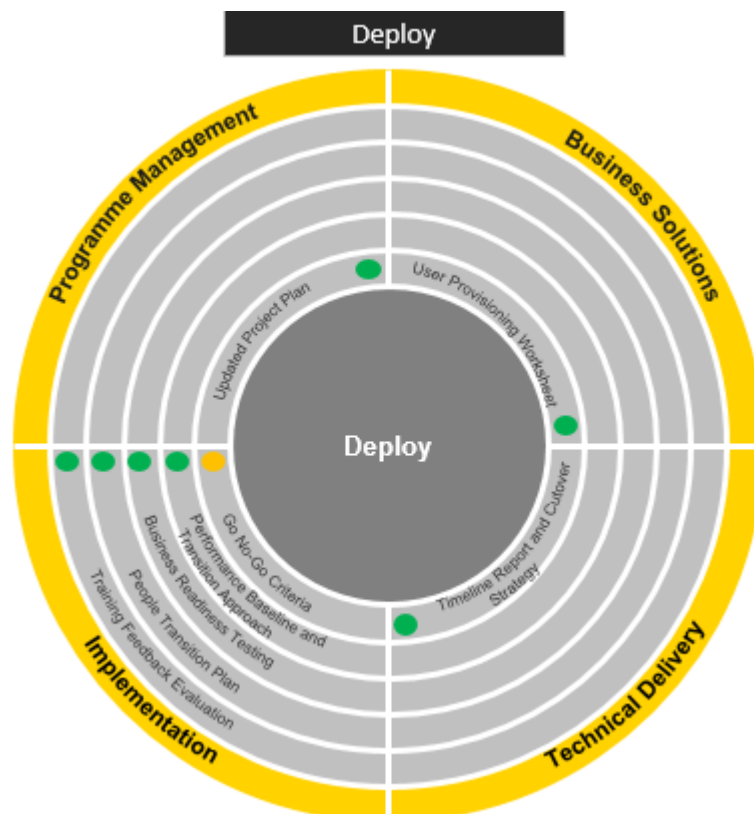 Deploy
Programme Management
Business Solutions
Updated Project Plan
User Provisioning Worksheet
Deploy
Go No-Go Criteria
Performance Baseline and
Transition Approach
Business Readiness Testing
People Transition Plan
Training Feedback Evaluation
Timeline Report and Cutover
Strategy
Implementation
Technical Delivery